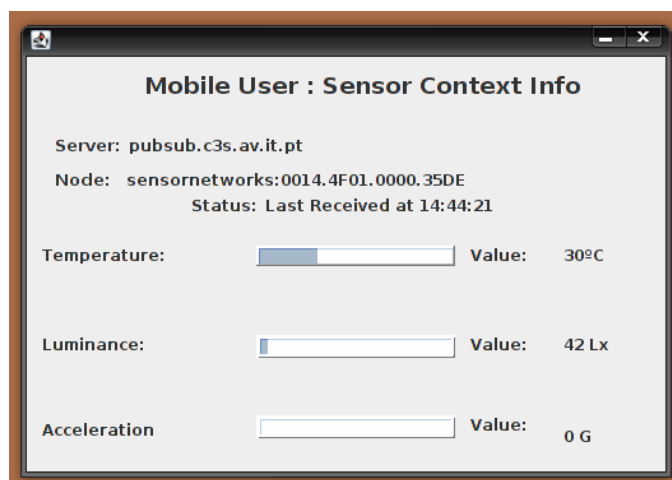 Mobile User : Sensor Context Info
Server: pubsub.c3s.av.it.pt
Node: sensornetworks:0014.4F01.0000.35DE
Status: Last Received at 14:44:21
Temperature: Value: 30ºC
Luminance: Value: 42 Lx
Acceleration Value: 0 G